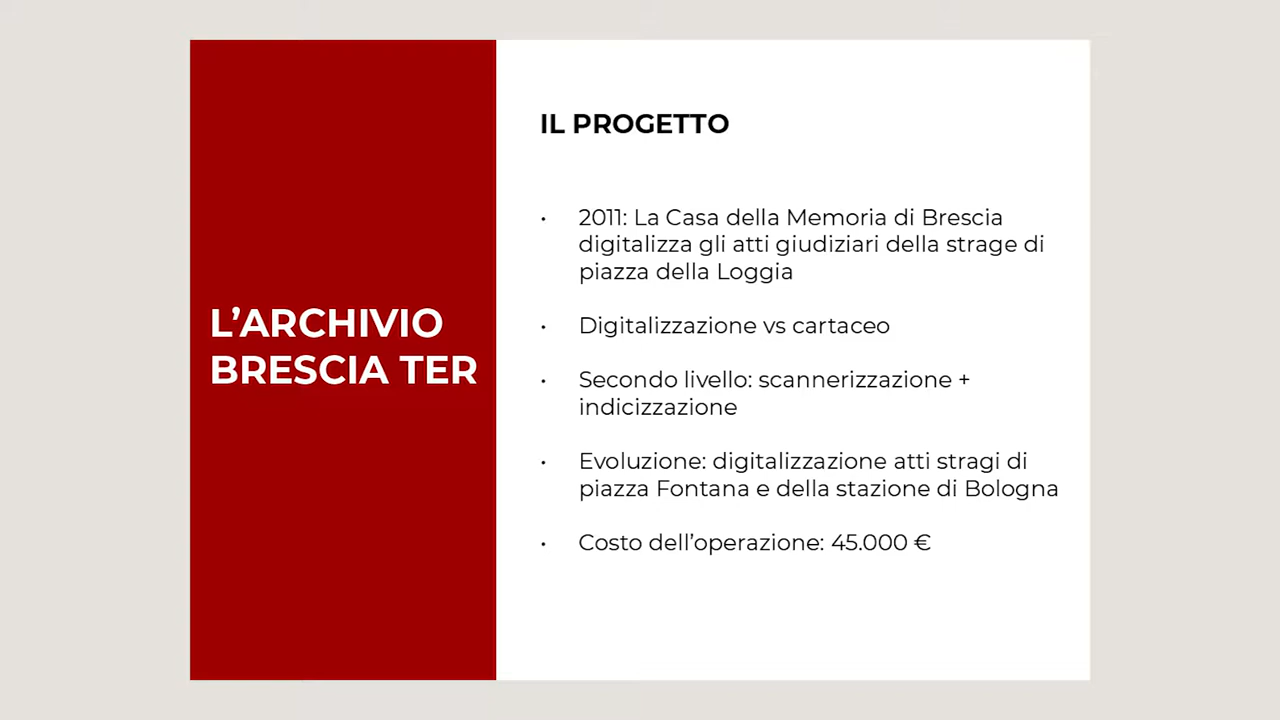 L’ARCHIVIO
BRESCIA TER
IL PROGETTO
• 2011: La Casa della Memoria di Brescia
digitalizza gli atti giudiziari della strage di
piazza della Loggia
• Digitalizzazione vs cartaceo
• Secondo livello: scannerizzazione +
indicizzazione
• Evoluzione: digitalizzazione atti stragi di
piazza Fontana e della stazione di Bologna
• Costo dell’operazione: 45.000 €